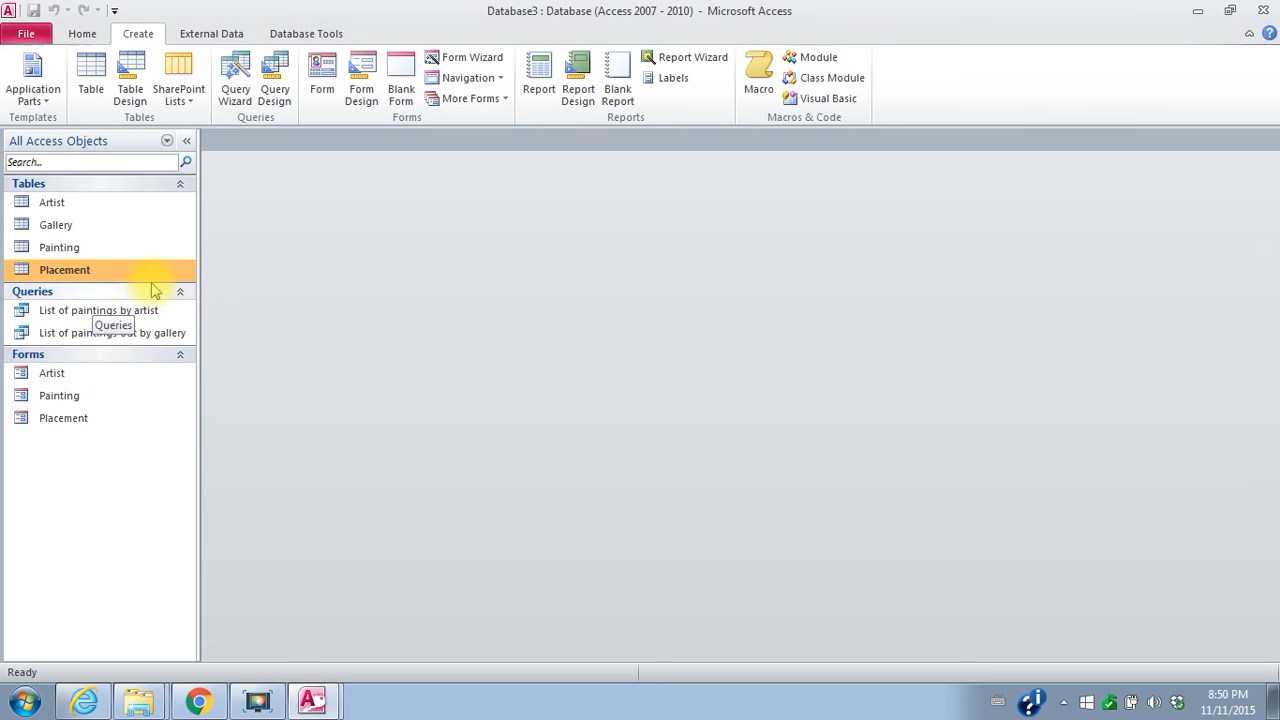 Database3 : Database (Access 2007 - 2010) - Microsoft Access
File Home Create External Data Database Tools
Application Parts
Templates
Table
Table Design
SharePoint Lists
Tables
Query Wizard
Query Design
Queries
Form
Form Design
Blank Form
Form Wizard
Navigation
More Forms
Forms
Report
Report Design
Blank Report
Report Wizard
Labels
Reports
Macro
Module
Class Module
Visual Basic
Macros & Code
All Access Objects
Search...
Tables
Artist
Gallery
Painting
Placement
Queries
List of paintings by artist
Queries
List of paintings out by gallery
Forms
Artist
Painting
Placement
Ready
8:50 PM
11/11/2015